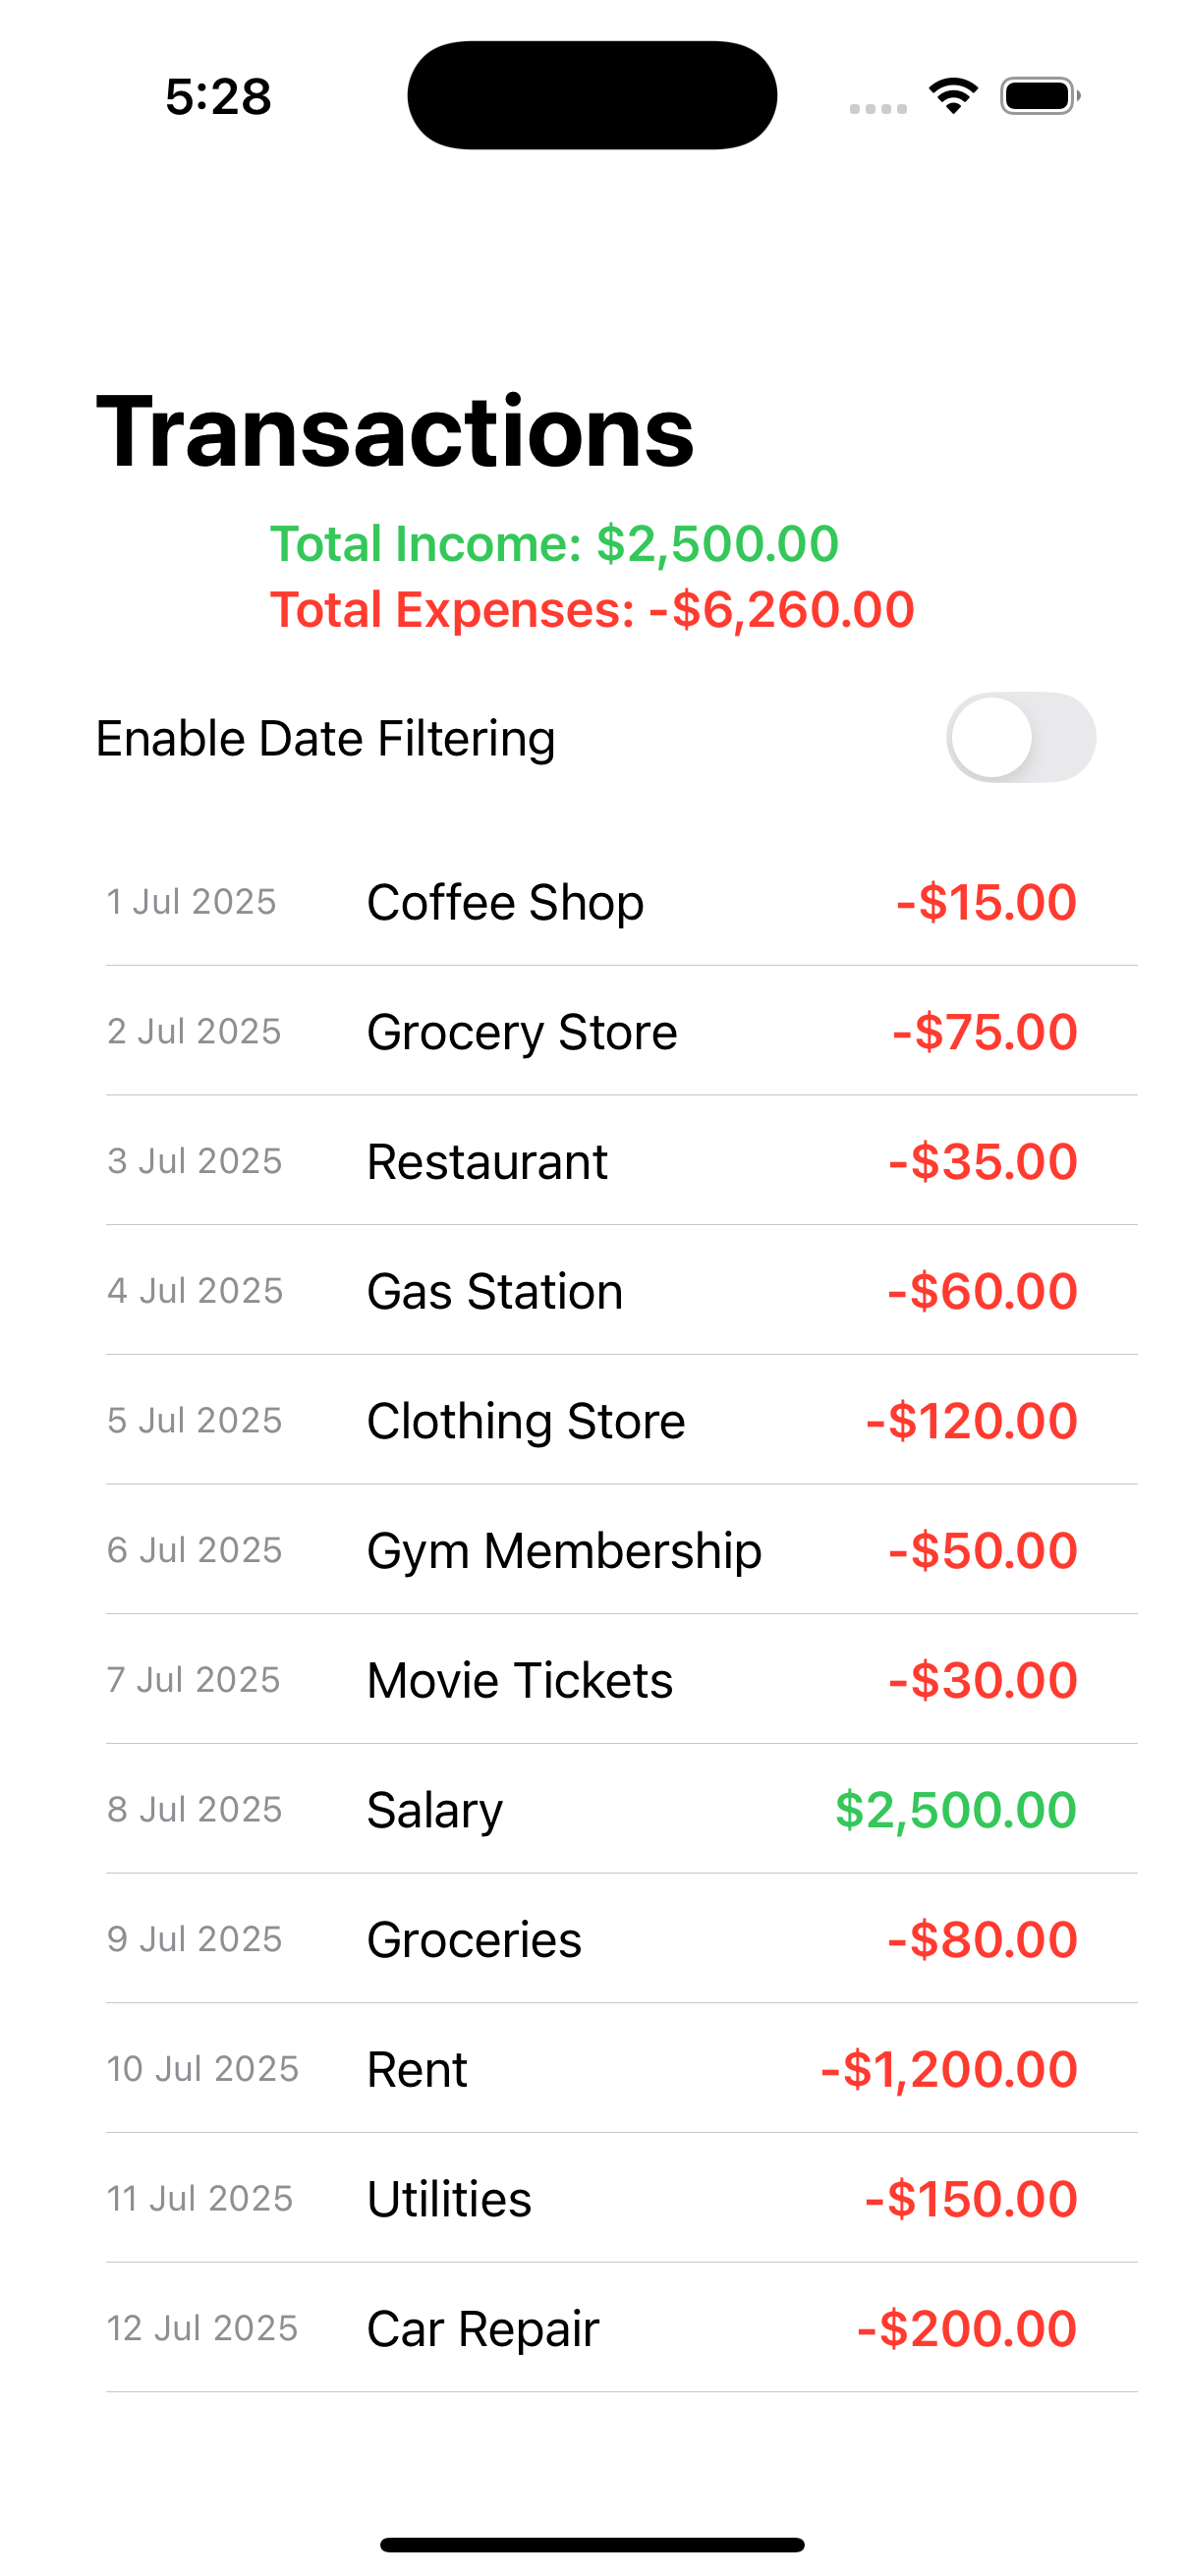 5:28
Transactions
Total Income: $2,500.00
Total Expenses: -$6,260.00
Enable Date Filtering
1 Jul 2025 Coffee Shop -$15.00
2 Jul 2025 Grocery Store -$75.00
3 Jul 2025 Restaurant -$35.00
4 Jul 2025 Gas Station -$60.00
5 Jul 2025 Clothing Store -$120.00
6 Jul 2025 Gym Membership -$50.00
7 Jul 2025 Movie Tickets -$30.00
8 Jul 2025 Salary $2,500.00
9 Jul 2025 Groceries -$80.00
10 Jul 2025 Rent -$1,200.00
11 Jul 2025 Utilities -$150.00
12 Jul 2025 Car Repair -$200.00